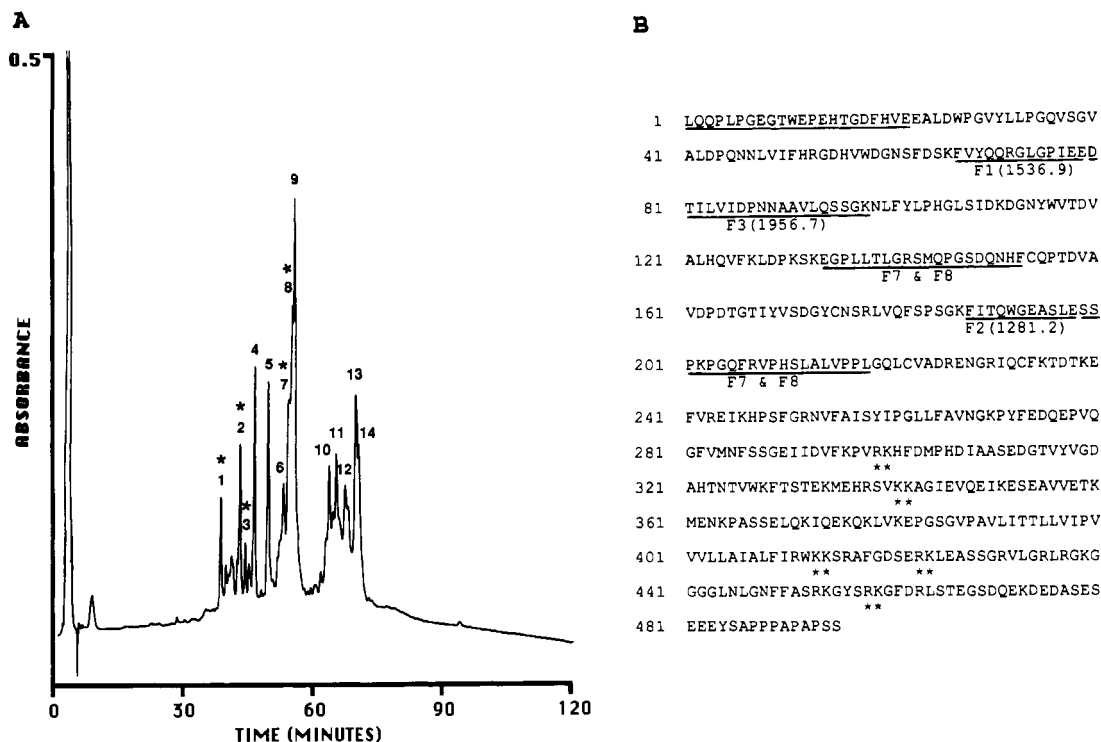 A
0.5
ABSORBANCE
*
1
*
2
*
3
4
5
6
*
7
*
8
9
10
11
12
13
14
0
30
60
90
120
TIME (MINUTES)
B
1 LQQPLPGEGTWEPEHTGDFHVEEALDWPGVYLLPGQVSGV
41 ALDPQNNLVIFHRGDHVWDGNSFDSKFVYQQRGLGPIEED
F1(1536.9)
81 TILVIDPNNAAVLQSSGKNLFYLPHGLSIDKDGNYWVTDV
F3(1956.7)
121 ALHQVFKLDPKSKEGPLLTLGRSMQPGSDQNHFCQPTDVA
F7 & F8
161 VDPDTGTIYVSDGYCNSRLVQFSPSGKFITQWGEASLESS
F2(1281.2)
201 PKPGQFRVPHSLALVPPLGQLCVADRENGRIQCFKTDTKE
F7 & F8
241 FVREIKHPSFGRNVFAISYIPGLLFAVNGKPYFEDQEPVQ
281 GFVMNFSSGEIIDVFKPVRKHFDMPHDIAASEDGTVYVGD
**
321 AHTNTVWKFTSTEKMEHRSVKKAGIEVQEIKESEAVVETK
**
361 MENKPASSELQKIQEKQKLVKEPGSGVPAVLITTLLVIPV
401 VVLLAIALFIRWKKSRAFGDSERKLEASSGRVLGRLRGKG
** **
441 GGGLNLGNFFASRKGYSRKGFDRLSTEGSDQEKDEDASES
**
481 EEEYSAPPPAPAPSS